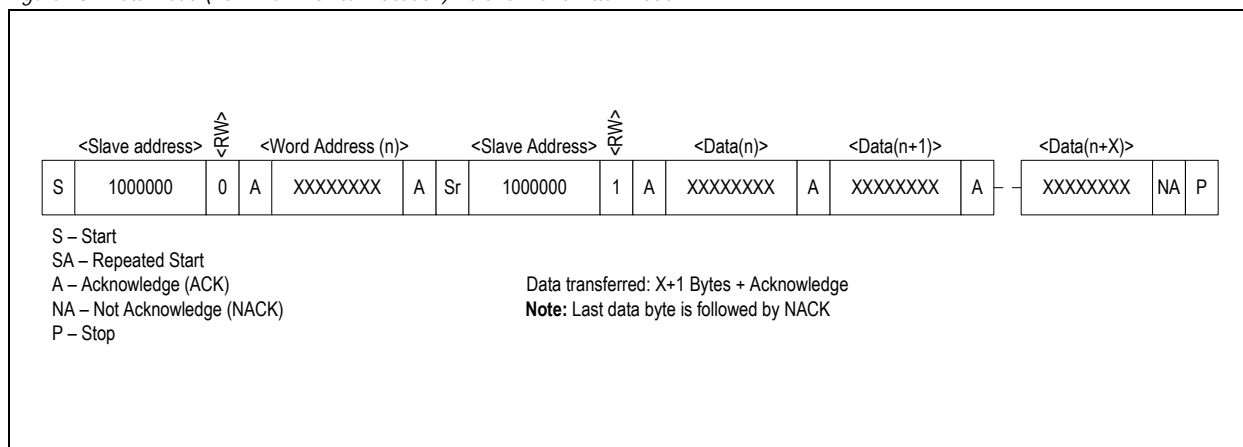 <Slave address> <RW> <Word Address (n)> <Slave Address> <RW> <Data(n)> <Data(n+1)> <Data(n+X)>
S 1000000 0 A XXXXXXXX A Sr 1000000 1 A XXXXXXXX A XXXXXXXX A XXXXXXXX NA P
S – Start
SA – Repeated Start
A – Acknowledge (ACK)
NA – Not Acknowledge (NACK)
P – Stop
Data transferred: X+1 Bytes + Acknowledge
Note: Last data byte is followed by NACK